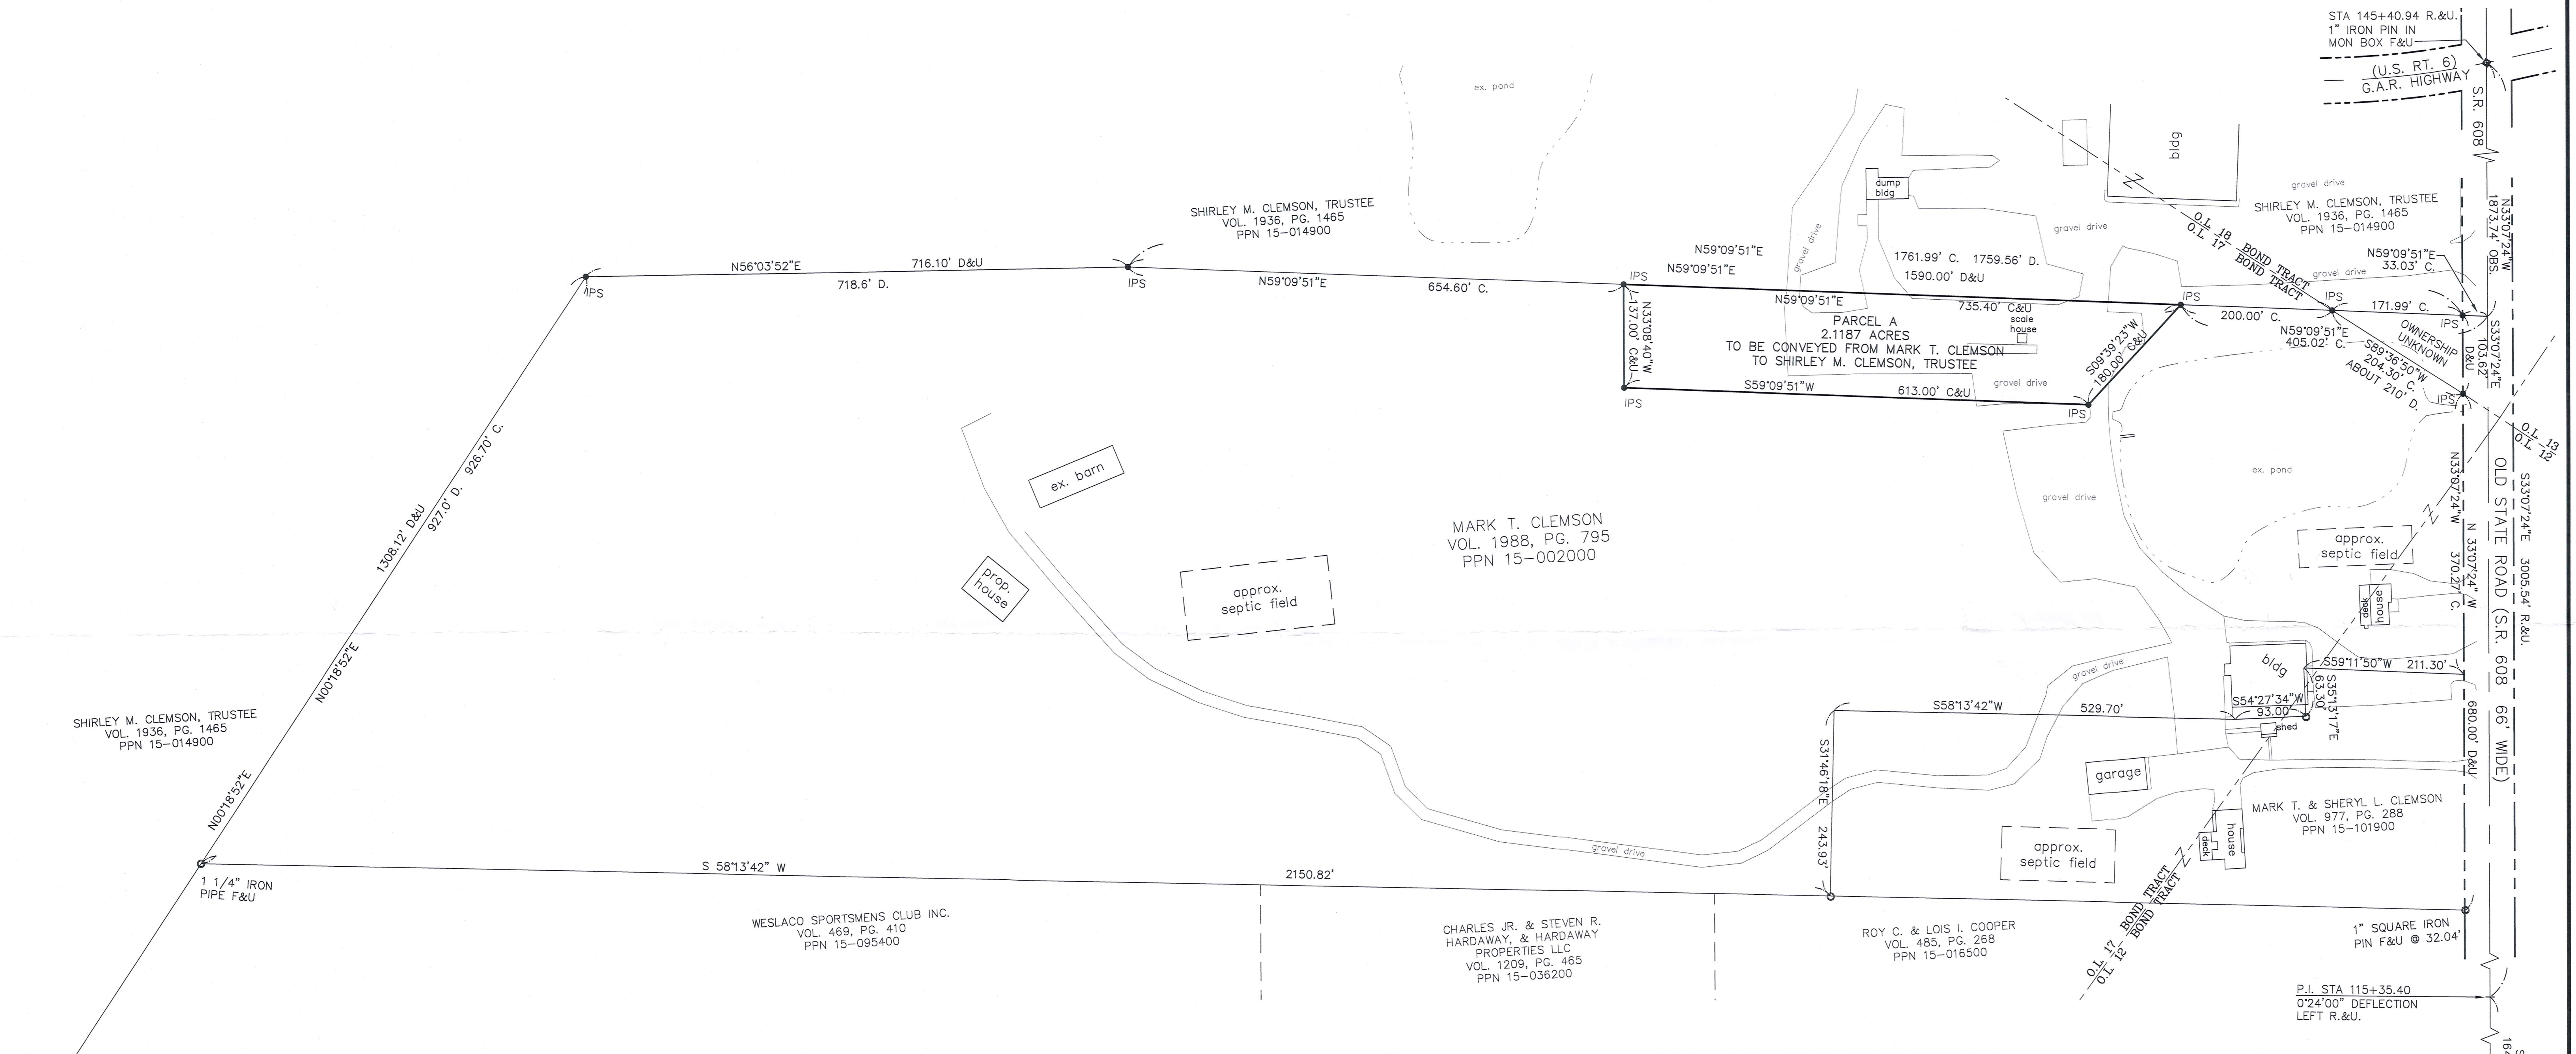 STA 145+40.94 R.&U.
1" IRON PIN IN
MON BOX F&U
(U.S. RT. 6)
G.A.R. HIGHWAY
S.R. 608
ex. pond
bldg
dump
bldg
gravel drive
gravel drive
gravel drive
SHIRLEY M. CLEMSON, TRUSTEE
VOL. 1936, PG. 1465
PPN 15-014900
SHIRLEY M. CLEMSON, TRUSTEE
VOL. 1936, PG. 1465
PPN 15-014900
N33°07'24"W
1873.74' OBS.
O.L. 18 BOND TRACT
O.L. 17 BOND TRACT
N59°09'51"E
33.03' C.
gravel drive
N56°03'52"E 716.10' D&U
718.6' D.
IPS
IPS
N59°09'51"E 654.60' C.
N59°09'51"E
N59°09'51"E
1761.99' C. 1759.56' D.
1590.00' D&U
IPS
N59°09'51"E 735.40' C&U
IPS
200.00' C.
IPS
171.99' C.
IPS
N59°09'51"E
405.02' C.
OWNERSHIP
UNKNOWN
S89°36'50"W
204.30' C.
ABOUT 210' D.
IPS
S33°07'24"E
103.62'
D&U
N33°08'40"W
137.00' C&U
PARCEL A
2.1187 ACRES
TO BE CONVEYED FROM MARK T. CLEMSON
TO SHIRLEY M. CLEMSON, TRUSTEE
scale
house
S09°39'23"W
180.00' C&U
S59°09'51"W 613.00' C&U
gravel drive
IPS
IPS
O.L. 13
O.L. 12
ex. pond
gravel drive
ex. barn
prop.
house
approx.
septic field
MARK T. CLEMSON
VOL. 1988, PG. 795
PPN 15-002000
1308.12' D&U
927.0' D. 926.70' C.
N00°18'52"E
N00°18'52"E
SHIRLEY M. CLEMSON, TRUSTEE
VOL. 1936, PG. 1465
PPN 15-014900
N33°07'24"W
N 33°07'24" W
370.27' C.
OLD STATE ROAD (S.R. 608 66' WIDE)
S33°07'24"E 3005.54' R.&U.
approx.
septic field
deck
house
bldg
S59°11'50"W 211.30'
S35°13'17"E
63.30'
S54°27'34"W
93.00'
shed
gravel drive
S58°13'42"W 529.70'
S31°46'18"E 243.93'
680.00' D&U
garage
gravel drive
approx.
septic field
deck
house
MARK T. & SHERYL L. CLEMSON
VOL. 977, PG. 288
PPN 15-101900
1 1/4" IRON
PIPE F&U
S 58°13'42" W 2150.82'
WESLACO SPORTSMENS CLUB INC.
VOL. 469, PG. 410
PPN 15-095400
CHARLES JR. & STEVEN R.
HARDAWAY, & HARDAWAY
PROPERTIES LLC
VOL. 1209, PG. 465
PPN 15-036200
ROY C. & LOIS I. COOPER
VOL. 485, PG. 268
PPN 15-016500
O.L. 17 BOND TRACT
O.L. 12 BOND TRACT
1" SQUARE IRON
PIN F&U @ 32.04'
P.I. STA 115+35.40
0°24'00" DEFLECTION
LEFT R.&U.